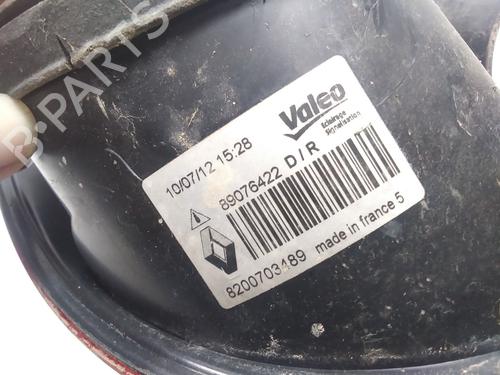 Valeo
Eclairage
Signalisation
10/07/12 15:28
89076422 D/R
8200703489 made in france 5
B-PARTS